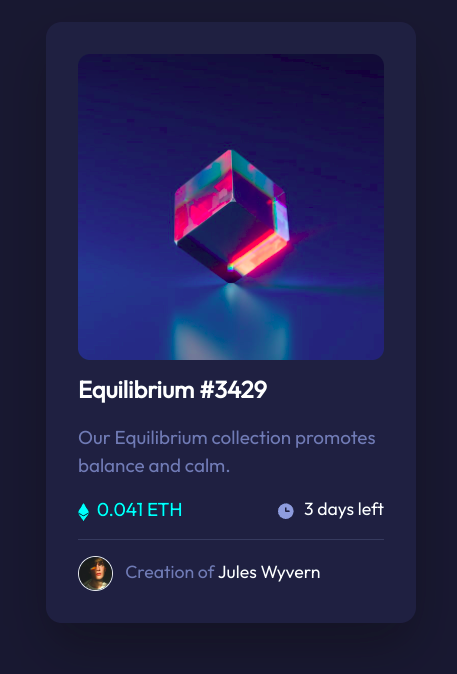 Equilibrium #3429
Our Equilibrium collection promotes
balance and calm.
0.041 ETH 3 days left
Creation of Jules Wyvern